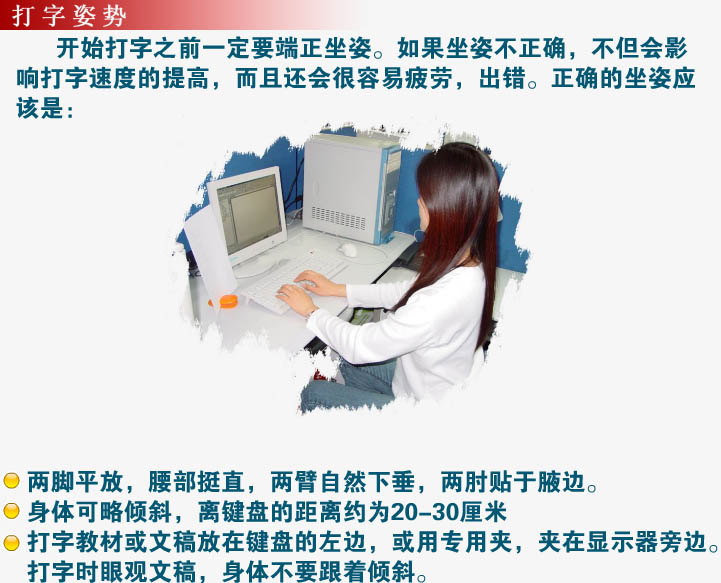 打字姿势
开始打字之前一定要端正坐姿。如果坐姿不正确，不但会影
响打字速度的提高，而且还会很容易疲劳，出错。正确的坐姿应
该是：
两脚平放，腰部挺直，两臂自然下垂，两肘贴于腋边。
身体可略倾斜，离键盘的距离约为20-30厘米
打字教材或文稿放在键盘的左边，或用专用夹，夹在显示器旁边。
打字时眼观文稿，身体不要跟着倾斜。